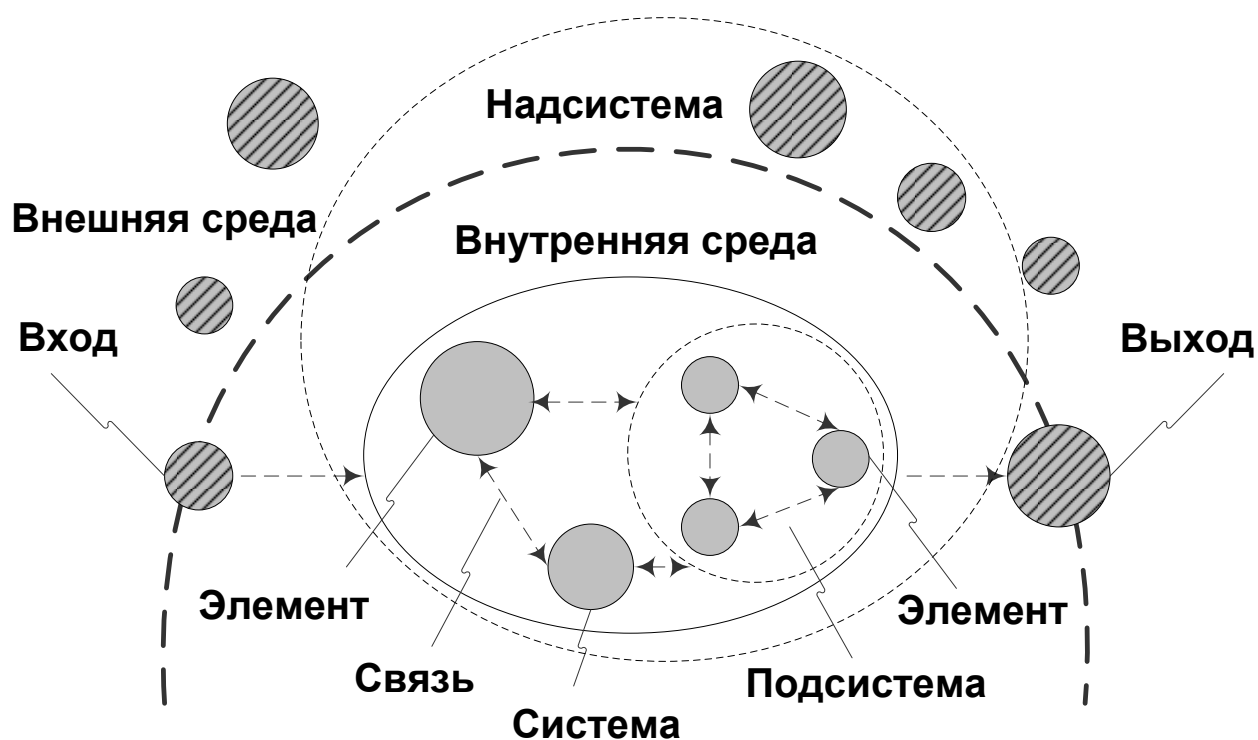 Надсистема
Внешняя среда
Внутренняя среда
Вход
Выход
Элемент
Элемент
Связь
Подсистема
Система